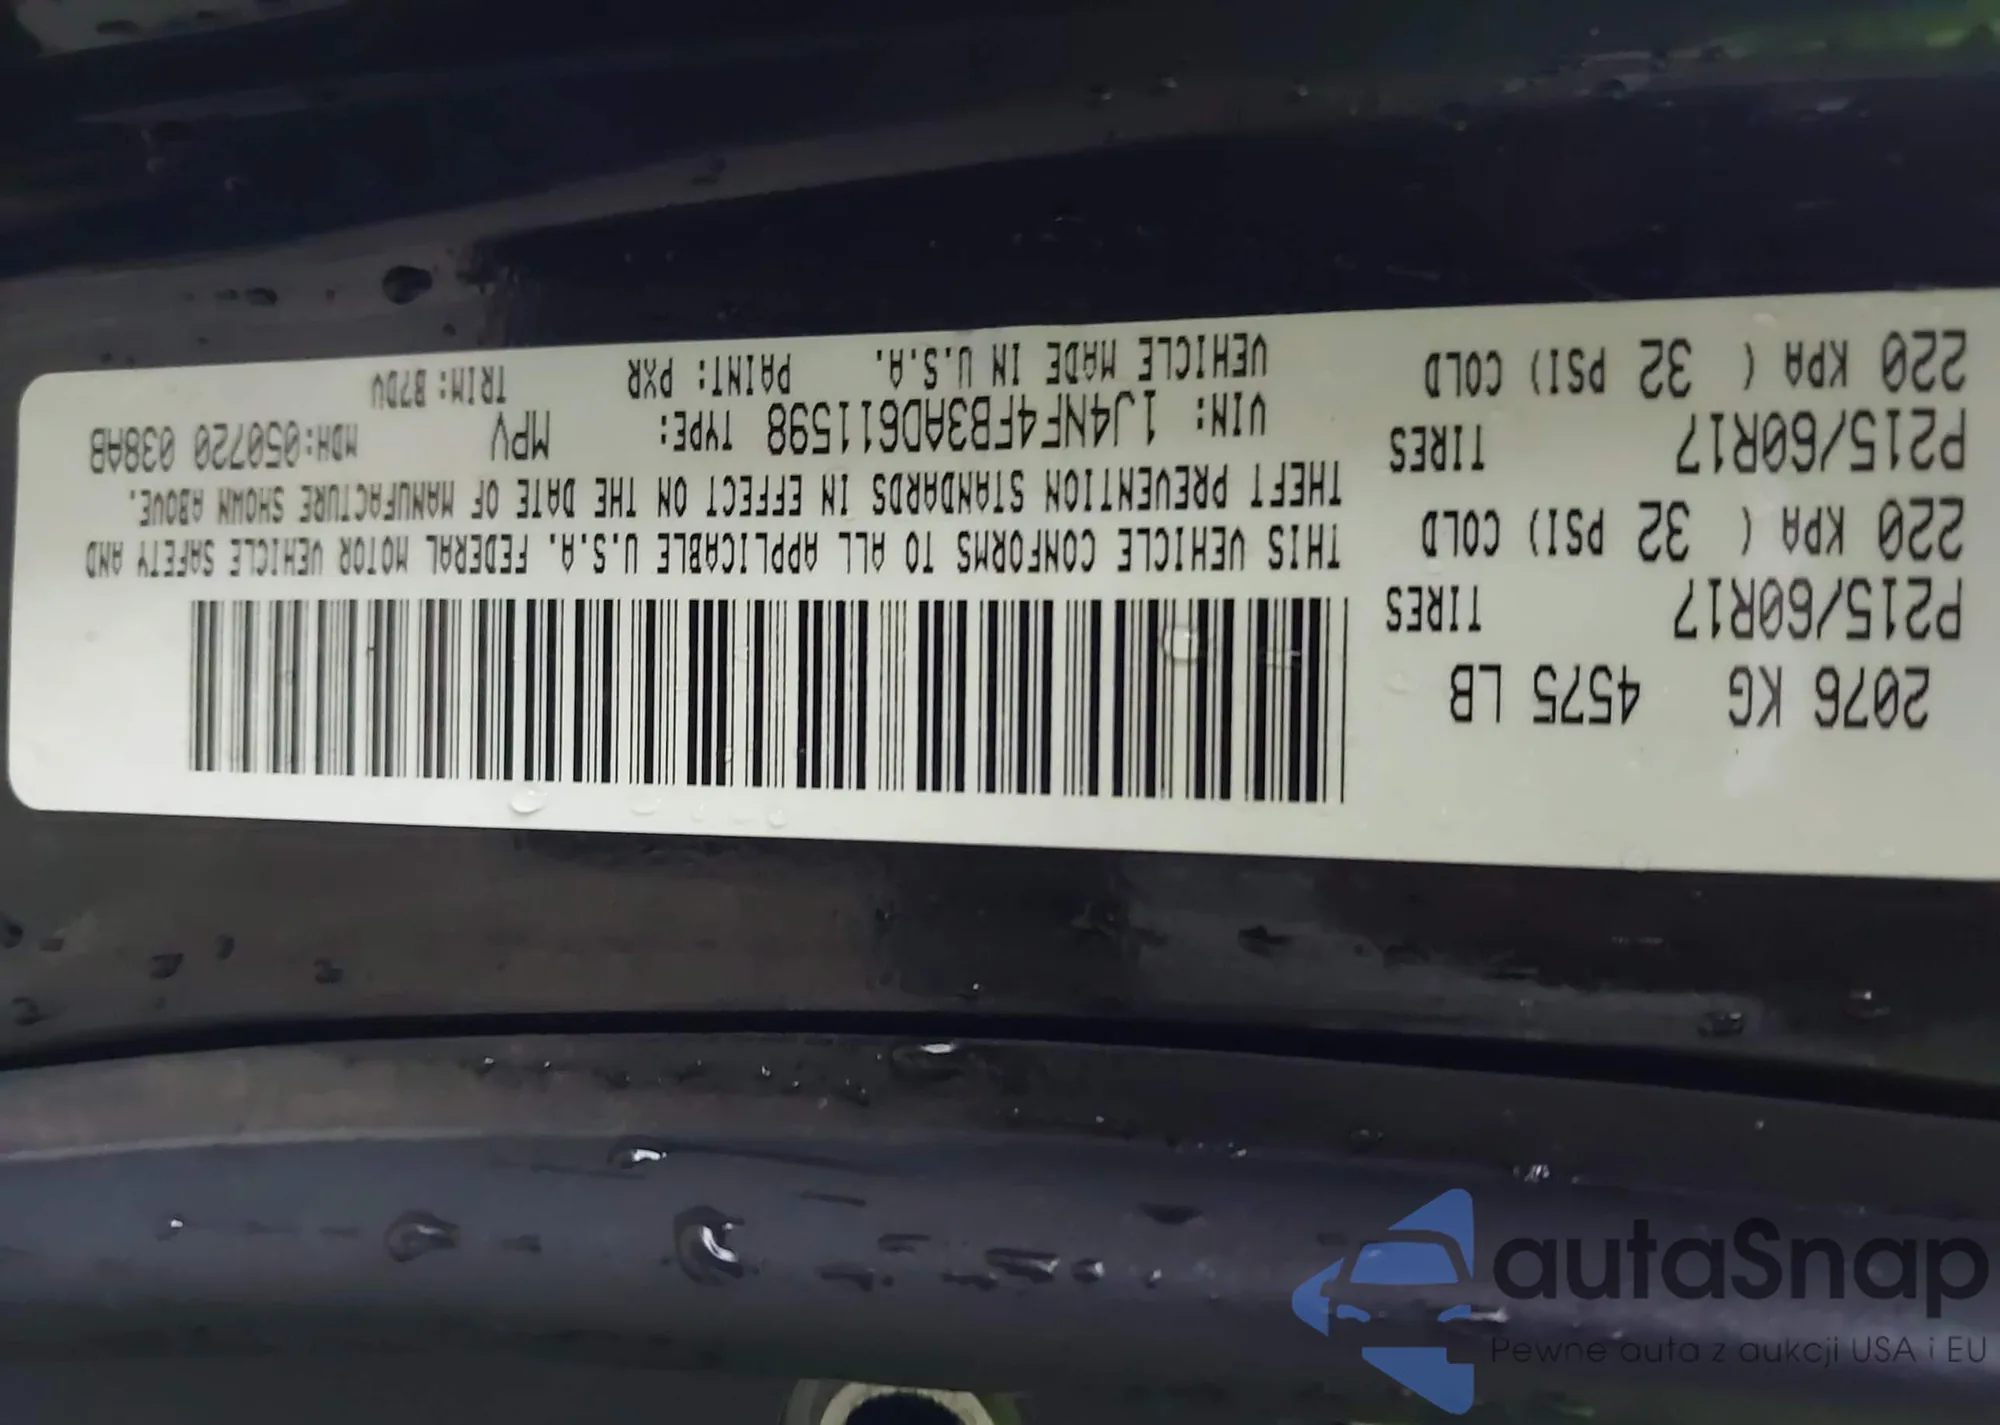 2076 KG 4575 LB
P215/60R17 TIRES
220 KPA ( 32 PSI) COLD
P215/60R17 TIRES
220 KPA ( 32 PSI) COLD
THIS VEHICLE CONFORMS TO ALL APPLICABLE U.S.A. FEDERAL MOTOR VEHICLE SAFETY AND
THEFT PREVENTION STANDARDS IN EFFECT ON THE DATE OF MANUFACTURE SHOWN ABOVE.
VIN: 1J4NF4FB3AD611598 TYPE: MPV MDH:050720 038AB
VEHICLE MADE IN U.S.A. PAINT: PXR TRIM: B7DV
autaSnap
Pewne auta z aukcji USA i EU